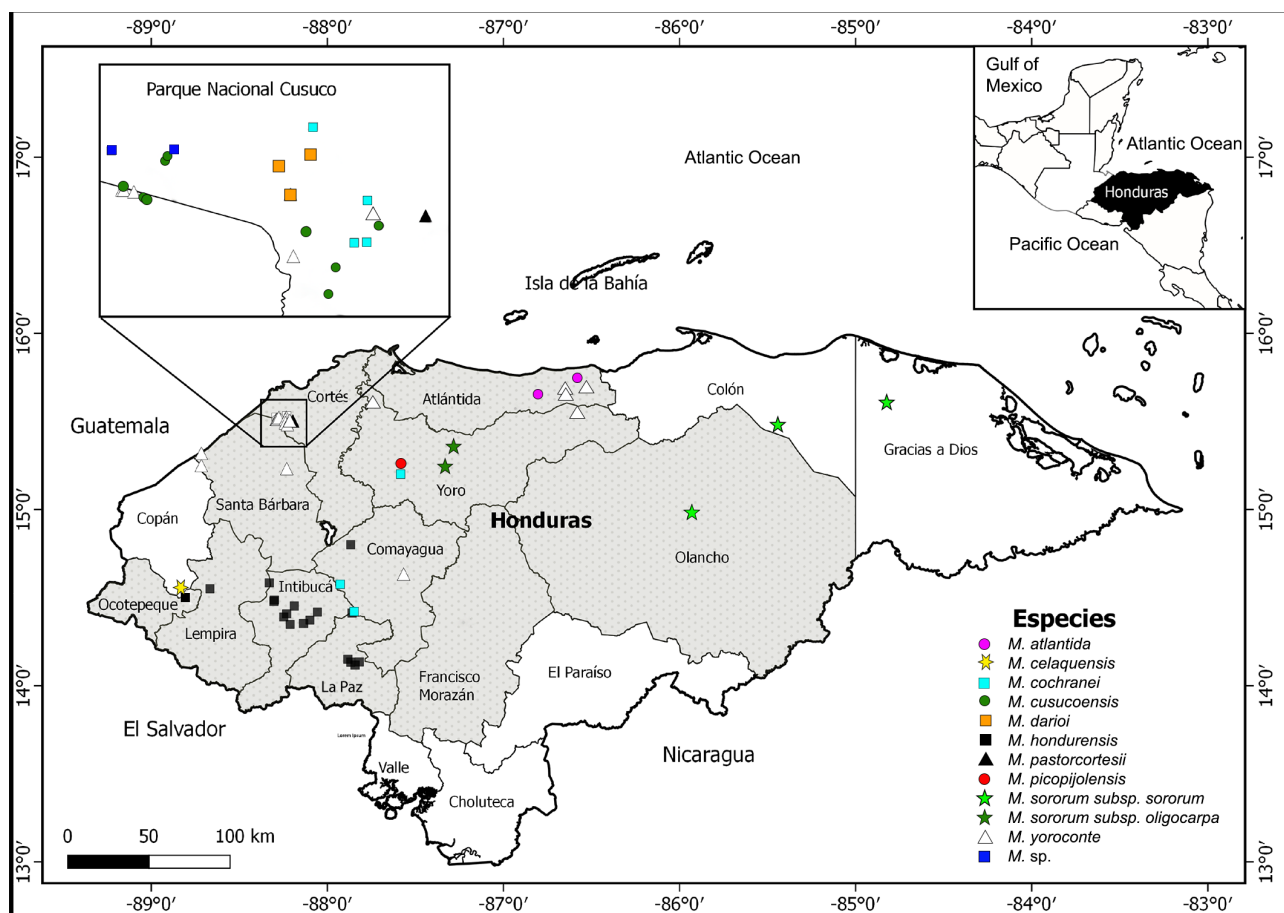 -89°0′ -88°0′ -87°0′ -86°0′ -85°0′ -84°0′ -83°0′
Parque Nacional Cusuco
Gulf of
Mexico
Atlantic Ocean
Honduras
Pacific Ocean
17°0′ 17°0′
Atlantic Ocean
Isla de la Bahía
16°0′ 16°0′
Cortés
Atlántida
Colón
Guatemala
Gracias a Dios
Yoro
Santa Bárbara
Copán
15°0′ 15°0′
Honduras
Comayagua
Olancho
Intibucá
Ocotepeque
Lempira
La Paz
Francisco
Morazán
El Paraíso
14°0′ 14°0′
El Salvador
Lorem Ipsum
Nicaragua
Valle
Choluteca
Especies
M. atlantida
M. celaquensis
M. cochranei
M. cusucoensis
M. darioi
M. hondurensis
M. pastorcortesii
M. picopijolensis
M. sororum subsp. sororum
M. sororum subsp. oligocarpa
M. yoroconte
M. sp.
0 50 100 km
13°0′ 13°0′
-89°0′ -88°0′ -87°0′ -86°0′ -85°0′ -84°0′ -83°0′